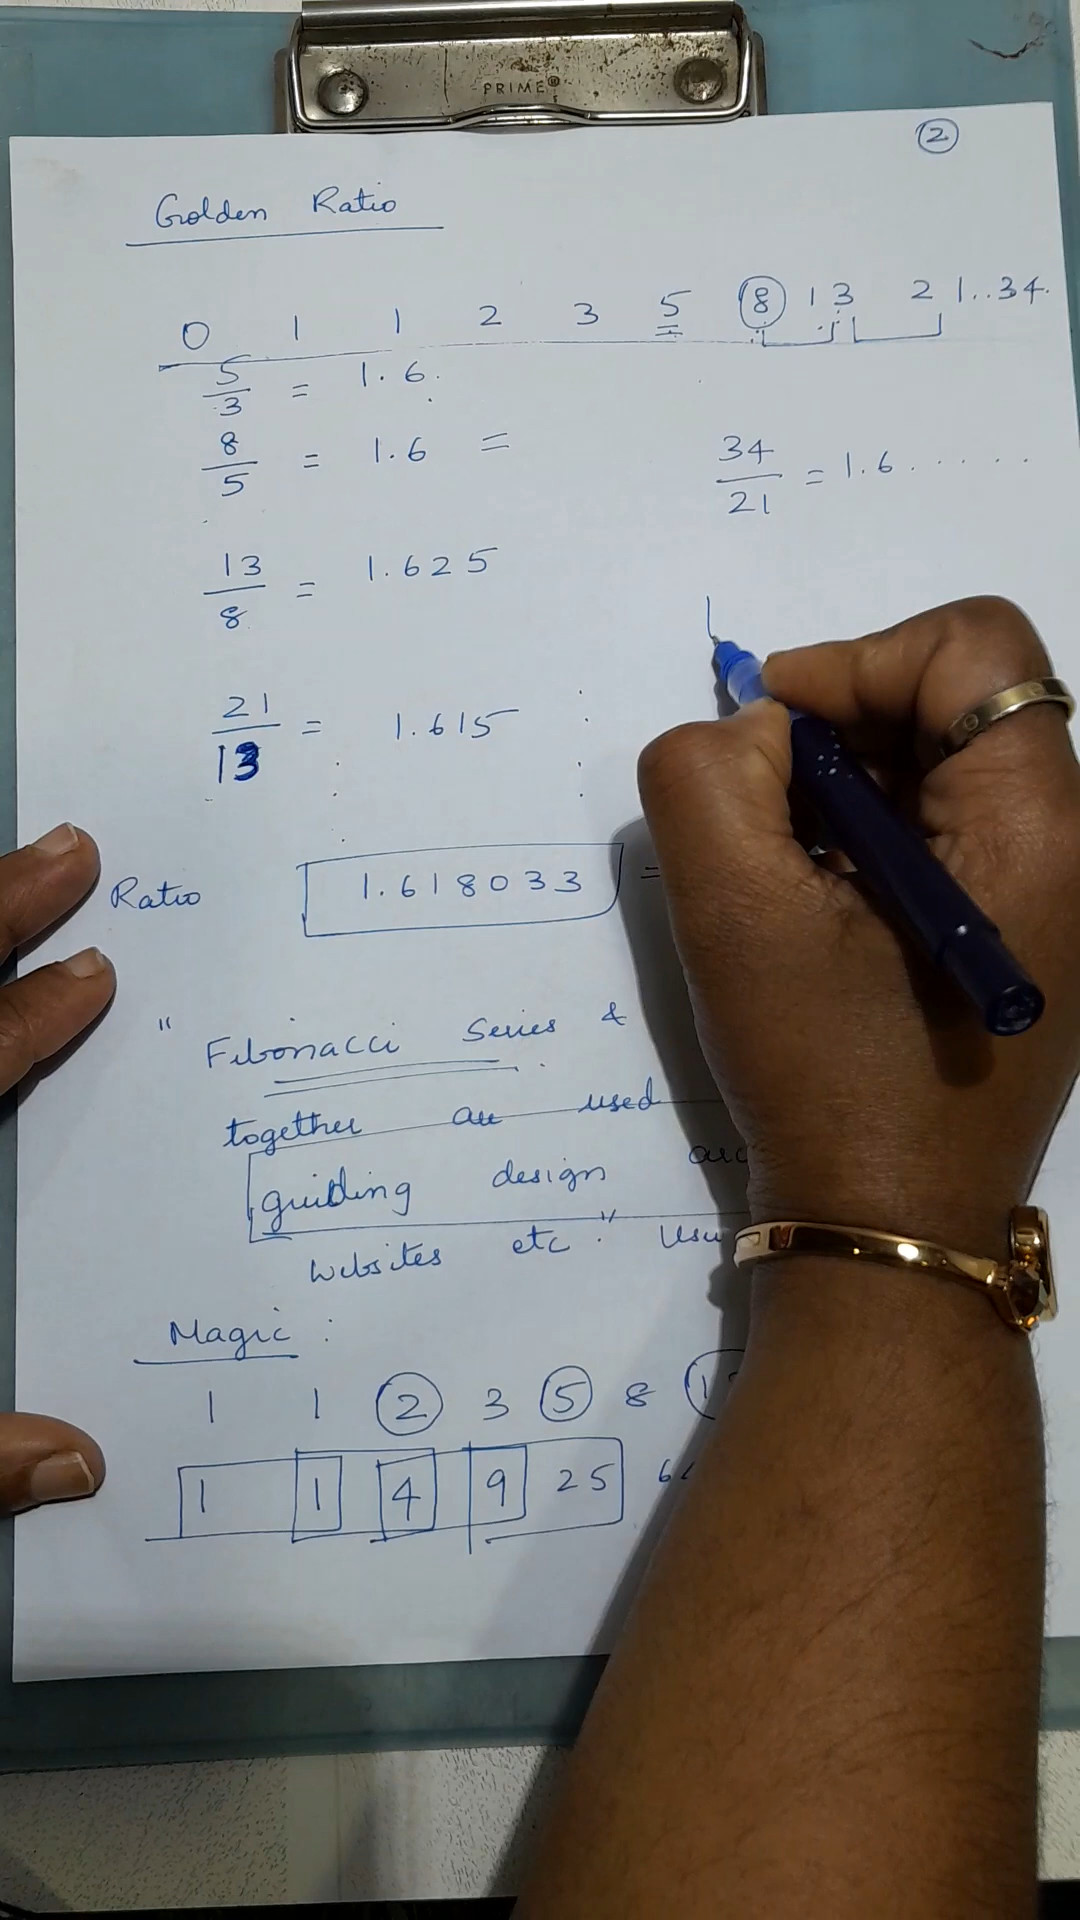 PRIME®
2
Golden Ratio
0 1 1 2 3 5 8 13 21..34.
5/3 = 1.6.
8/5 = 1.6 =
34/21 = 1.6......
13/8 = 1.625
21/13 = 1.615
Ratio 1.618033 =
" Fibonacci Series &
together are used
guilding design
websites etc."
Magic :
1 1 2 3 5 8
1 1 4 9 25